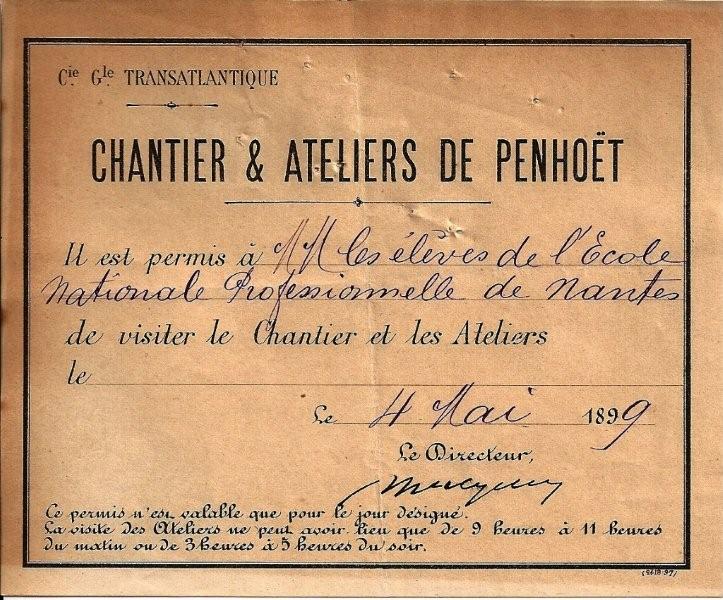 Cie Gle TRANSATLANTIQUE
CHANTIER & ATELIERS DE PENHOËT
Il est permis à MM les élèves de l'Ecole
Nationale Professionnelle de Nantes
de visiter le Chantier et les Ateliers
le
Le 4 Mai 1899
Le Directeur,
Ce permis n'est valable que pour le jour désigné.
La visite des Ateliers ne peut avoir lieu que de 9 heures à 11 heures
du matin ou de 3 heures à 5 heures du soir.